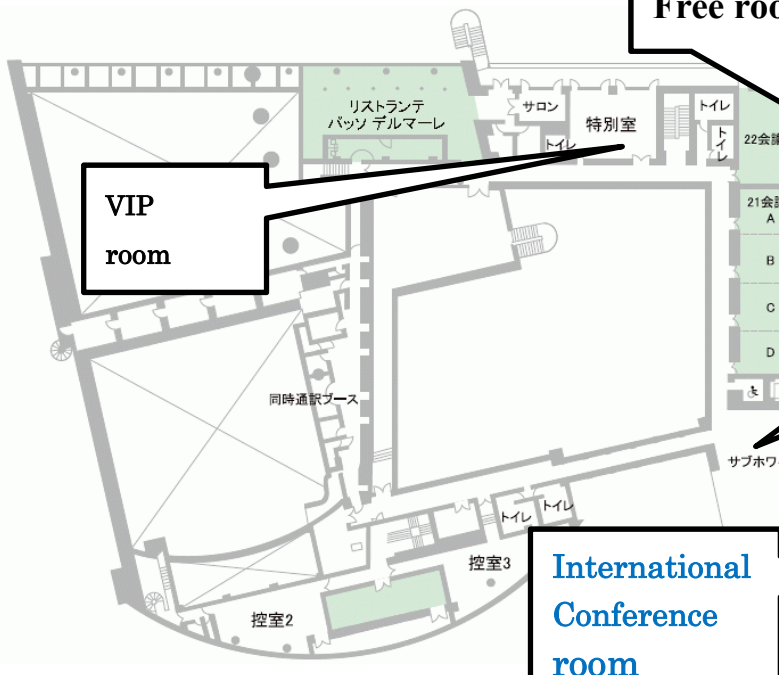 Free roo
リストランテ
パッソ デルマーレ
サロン
特別室
トイレ
トイレ
トイレ
22会議
VIP
room
21会議
A
B
C
D
同時通訳ブース
サブホワ
トイレ
トイレ
控室3
控室2
International
Conference
room